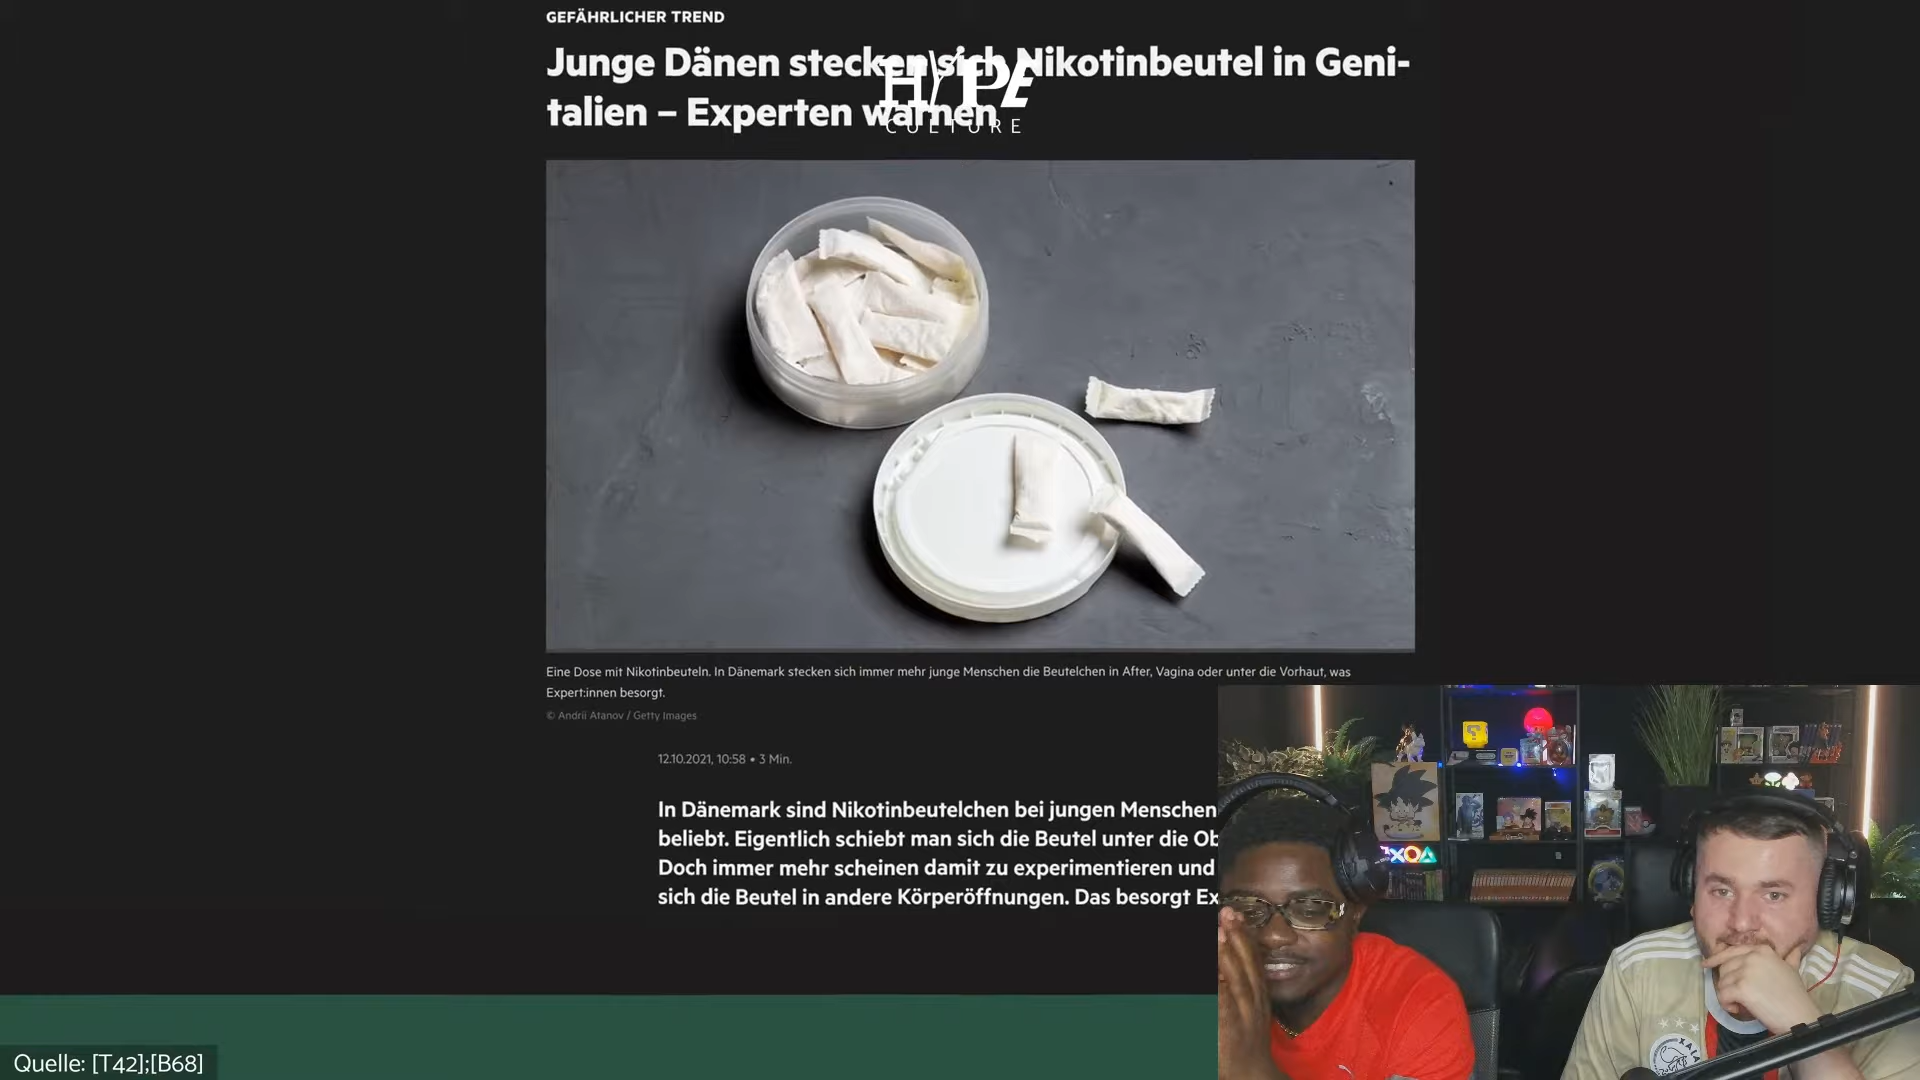 GEFÄHRLICHER TREND
Junge Dänen stecken sich Nikotinbeutel in Geni-
talien – Experten warnen
HYPE
CULTURE
Eine Dose mit Nikotinbeuteln. In Dänemark stecken sich immer mehr junge Menschen die Beutelchen in After, Vagina oder unter die Vorhaut, was
Expert:innen besorgt.
© Andrii Atanov / Getty Images
12.10.2021, 10:58 • 3 Min.
In Dänemark sind Nikotinbeutelchen bei jungen Menschen
beliebt. Eigentlich schiebt man sich die Beutel unter die Ob
Doch immer mehr scheinen damit zu experimentieren und
sich die Beutel in andere Körperöffnungen. Das besorgt Ex
Quelle: [T42];[B68]